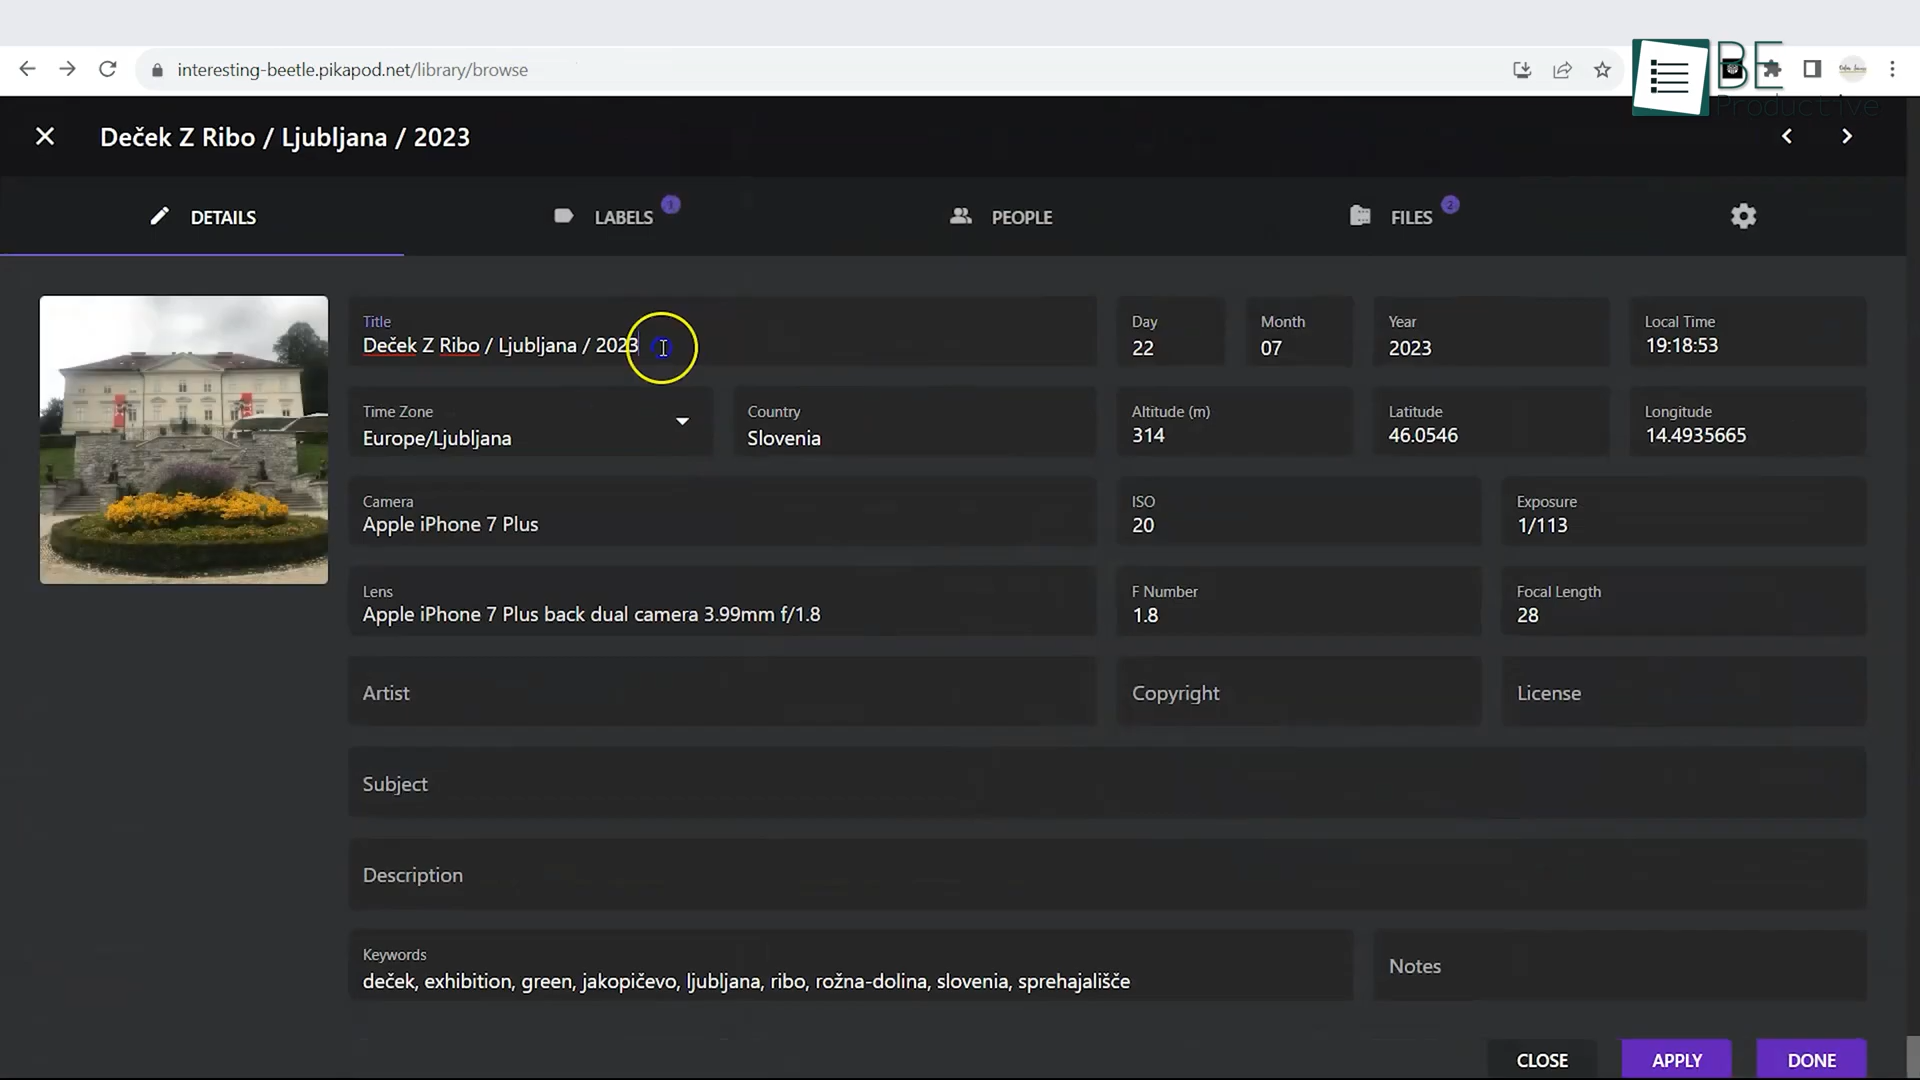 interesting-beetle.pikapod.net/library/browse
BE
Productive
Deček Z Ribo / Ljubljana / 2023
DETAILS
LABELS 1
PEOPLE
FILES 2
Title
Deček Z Ribo / Ljubljana / 2023
Day
22
Month
07
Year
2023
Local Time
19:18:53
Time Zone
Europe/Ljubljana
Country
Slovenia
Altitude (m)
314
Latitude
46.0546
Longitude
14.4935665
Camera
Apple iPhone 7 Plus
ISO
20
Exposure
1/113
Lens
Apple iPhone 7 Plus back dual camera 3.99mm f/1.8
F Number
1.8
Focal Length
28
Artist
Copyright
License
Subject
Description
Keywords
deček, exhibition, green, jakopičevo, ljubljana, ribo, rožna-dolina, slovenia, sprehajališče
Notes
CLOSE
APPLY
DONE